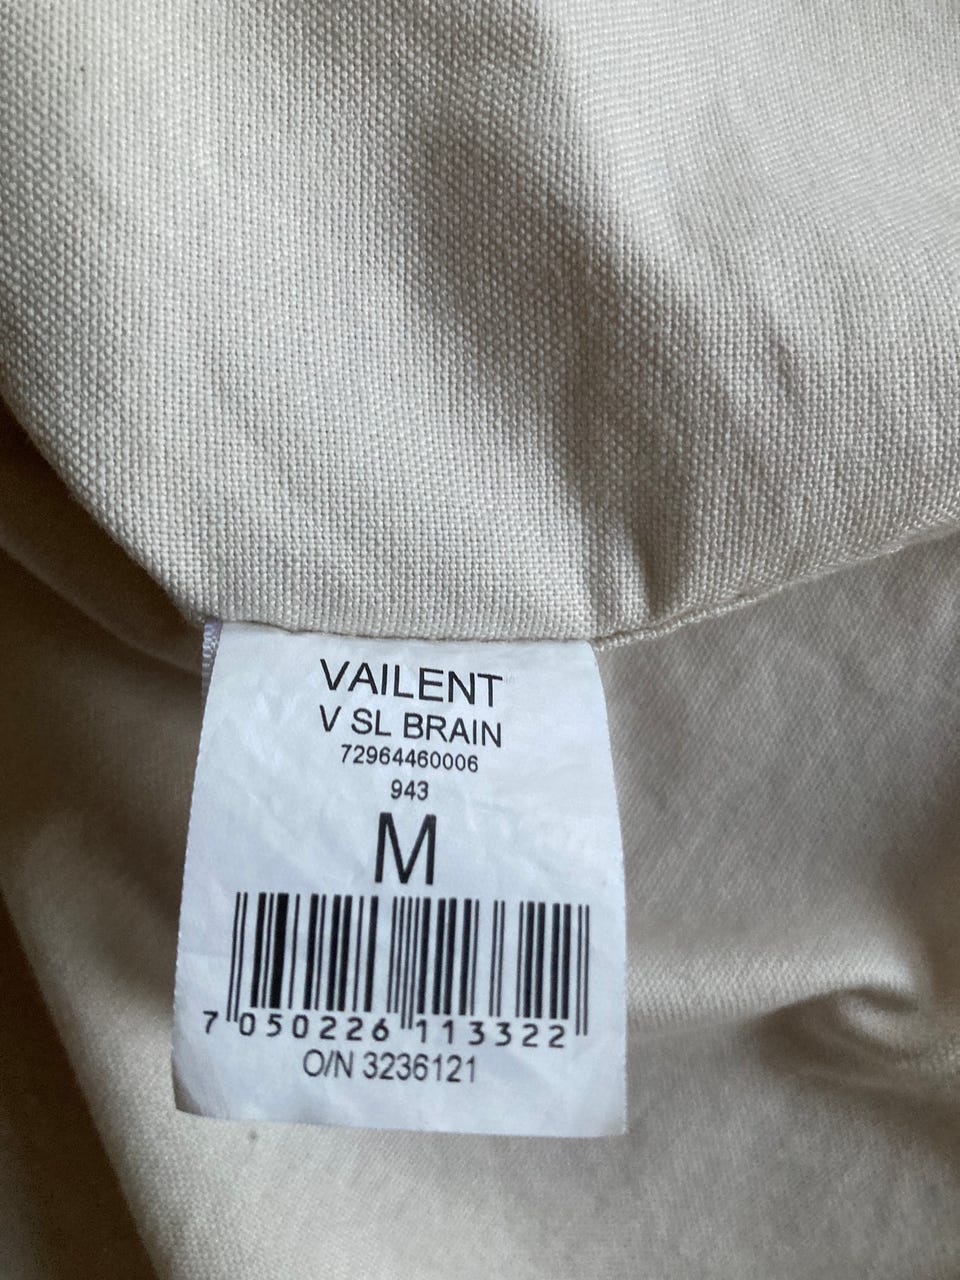 VAILENT
V SL BRAIN
72964460006
943
M
7 050226 113322
O/N 3236121